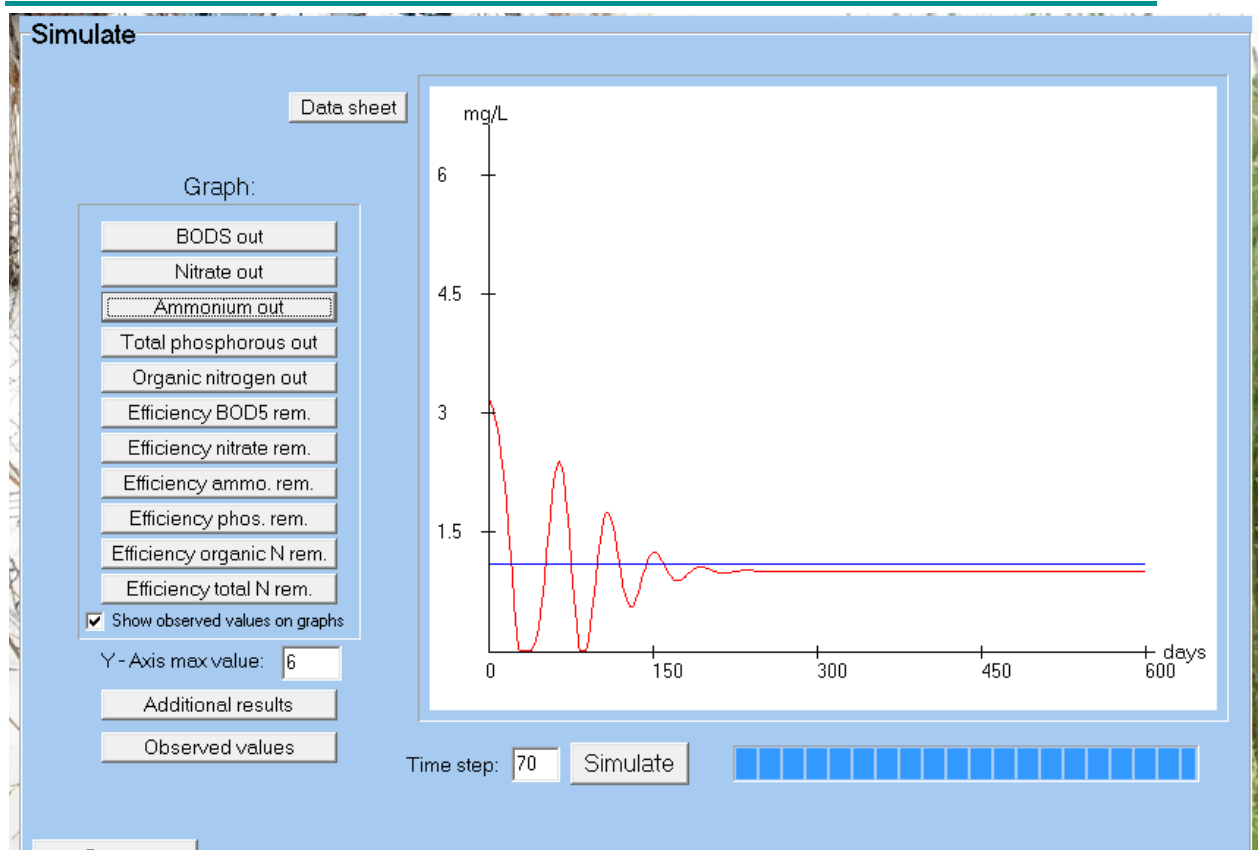 Simulate
Data sheet
Graph:
BODS out
Nitrate out
Ammonium out
Total phosphorous out
Organic nitrogen out
Efficiency BOD5 rem.
Efficiency nitrate rem.
Efficiency ammo. rem.
Efficiency phos. rem.
Efficiency organic N rem.
Efficiency total N rem.
Show observed values on graphs
Y - Axis max value: 6
Additional results
Observed values
mg/L
6
4.5
3
1.5
0 150 300 450 600 days
Time step: 70 Simulate